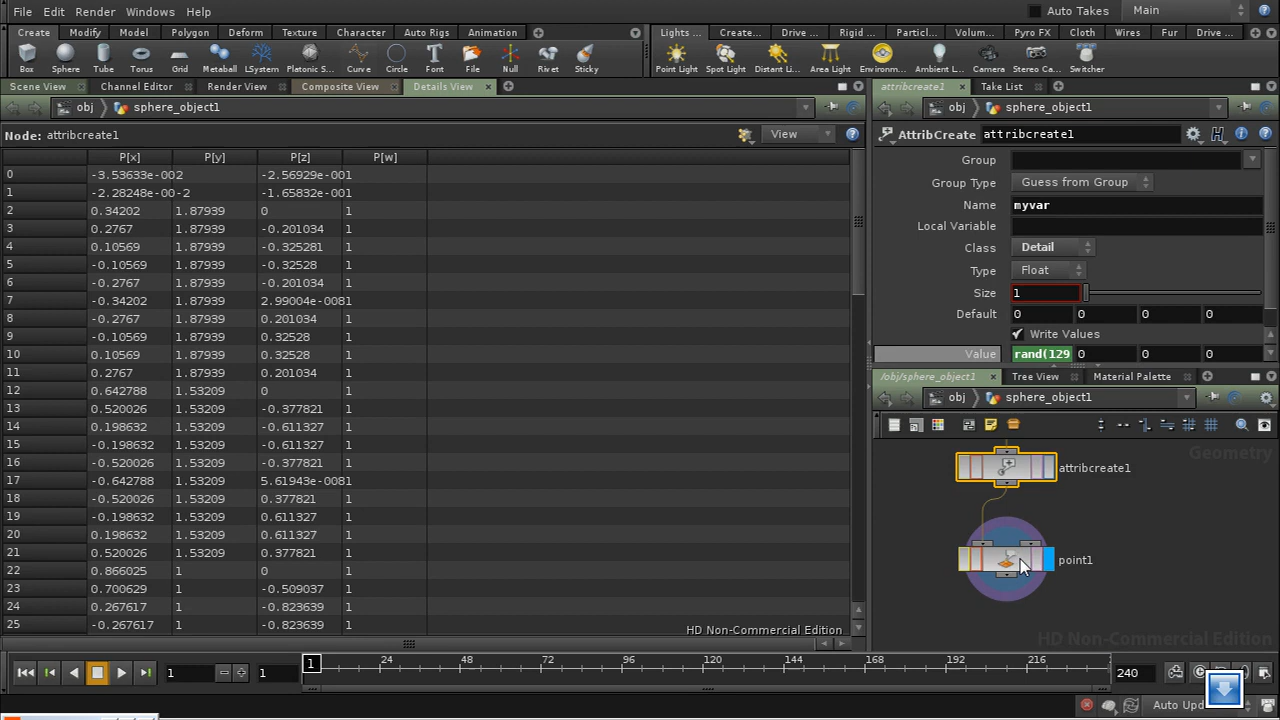 File Edit Render Windows Help Auto Takes Main
Create Modify Model Polygon Deform Texture Character Auto Rigs Animation Lights ... Create... Drive ... Rigid ... Particl... Volum... Pyro FX Cloth Wires Fur Drive ...
Box Sphere Tube Torus Grid Metaball LSystem Platonic S... Curve Circle Font File Null Rivet Sticky Point Light Spot Light Distant Li... Area Light Environm... Ambient L... Camera Stereo Ca... Switcher
Scene View Channel Editor Render View Composite View Details View attribcreate1 Take List
obj sphere_object1 obj sphere_object1
Node: attribcreate1 View AttribCreate attribcreate1
P[x] P[y] P[z] P[w]
0 -3.53633e-002 -2.56929e-001
1 -2.28248e-00-2 -1.65832e-001
2 0.34202 1.87939 0 1
3 0.2767 1.87939 -0.201034 1
4 0.10569 1.87939 -0.325281 1
5 -0.10569 1.87939 -0.32528 1
6 -0.2767 1.87939 -0.201034 1
7 -0.34202 1.87939 2.99004e-0081
8 -0.2767 1.87939 0.201034 1
9 -0.10569 1.87939 0.32528 1
10 0.10569 1.87939 0.32528 1
11 0.2767 1.87939 0.201034 1
12 0.642788 1.53209 0 1
13 0.520026 1.53209 -0.377821 1
14 0.198632 1.53209 -0.611327 1
15 -0.198632 1.53209 -0.611327 1
16 -0.520026 1.53209 -0.377821 1
17 -0.642788 1.53209 5.61943e-0081
18 -0.520026 1.53209 0.377821 1
19 -0.198632 1.53209 0.611327 1
20 0.198632 1.53209 0.611327 1
21 0.520026 1.53209 0.377821 1
22 0.866025 1 0 1
23 0.700629 1 -0.509037 1
24 0.267617 1 -0.823639 1
25 -0.267617 1 -0.823639 1
HD Non-Commercial Edition
Group
Group Type Guess from Group
Name myvar
Local Variable
Class Detail
Type Float
Size 1
Default 0 0 0 0
Write Values
Value rand(129 0 0 0
/obj/sphere_object1 Tree View Material Palette
obj sphere_object1
Geometry
attribcreate1
point1
HD Non-Commercial Edition
1 1 1 24 48 72 96 120 144 168 192 216 240
Auto Upd